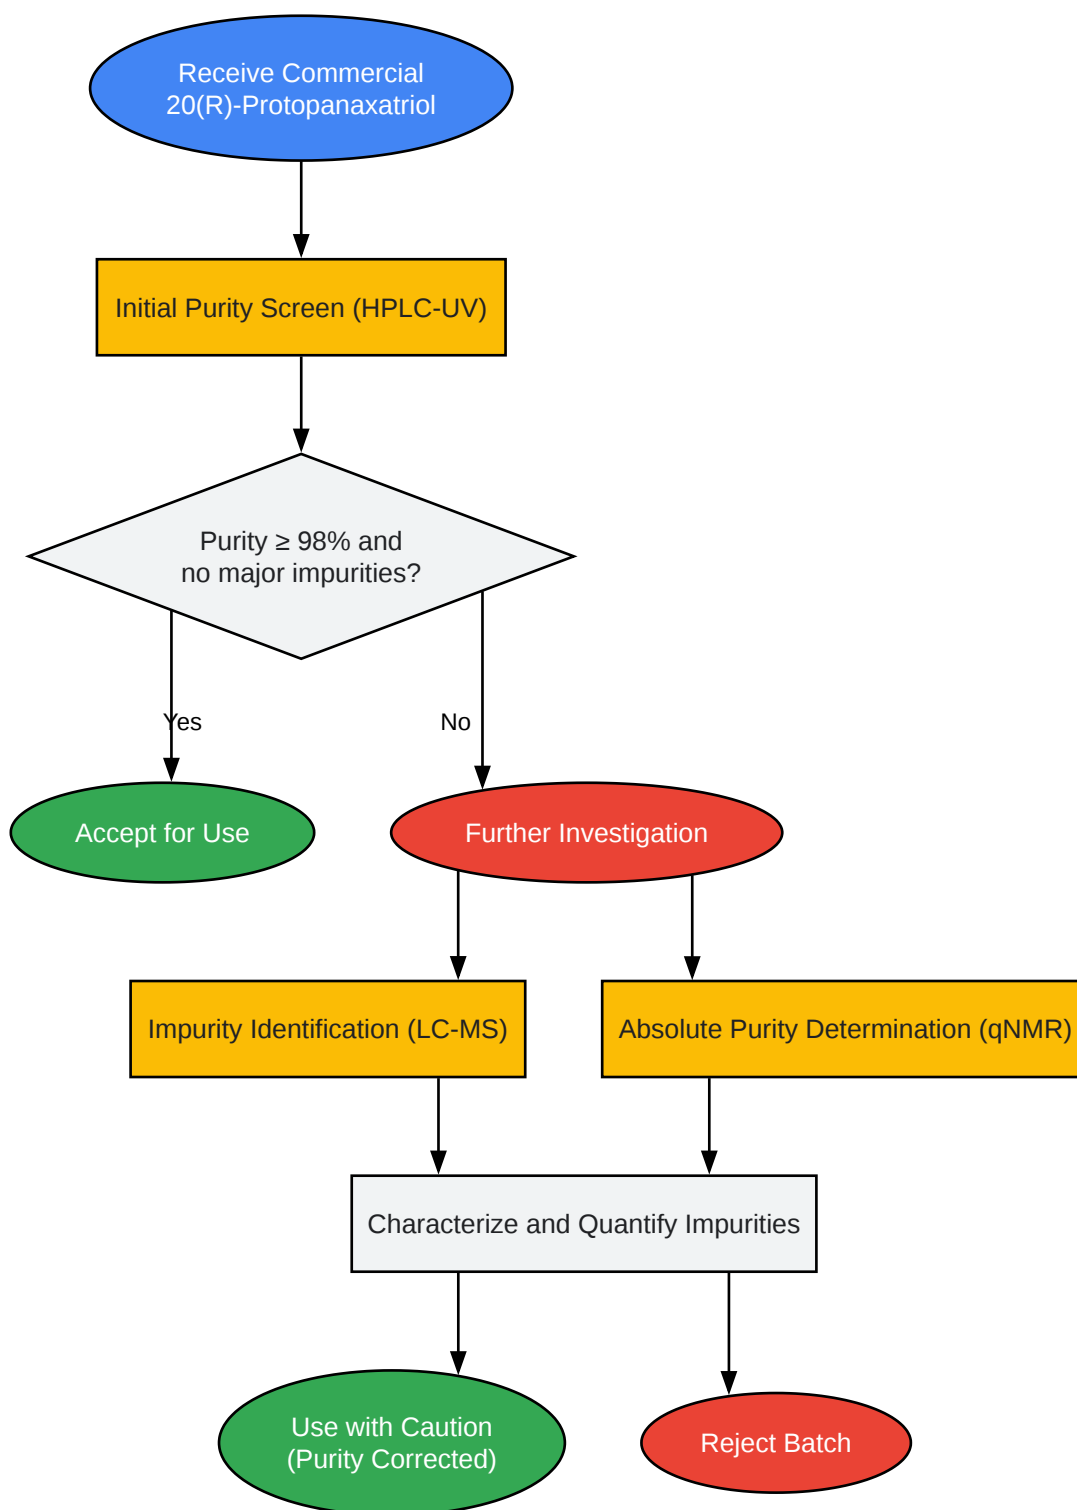 Receive Commercial
20(R)-Protopanaxatriol
Initial Purity Screen (HPLC-UV)
Purity ≥ 98% and
no major impurities?
Yes
No
Accept for Use
Further Investigation
Impurity Identification (LC-MS)
Absolute Purity Determination (qNMR)
Characterize and Quantify Impurities
Use with Caution
(Purity Corrected)
Reject Batch